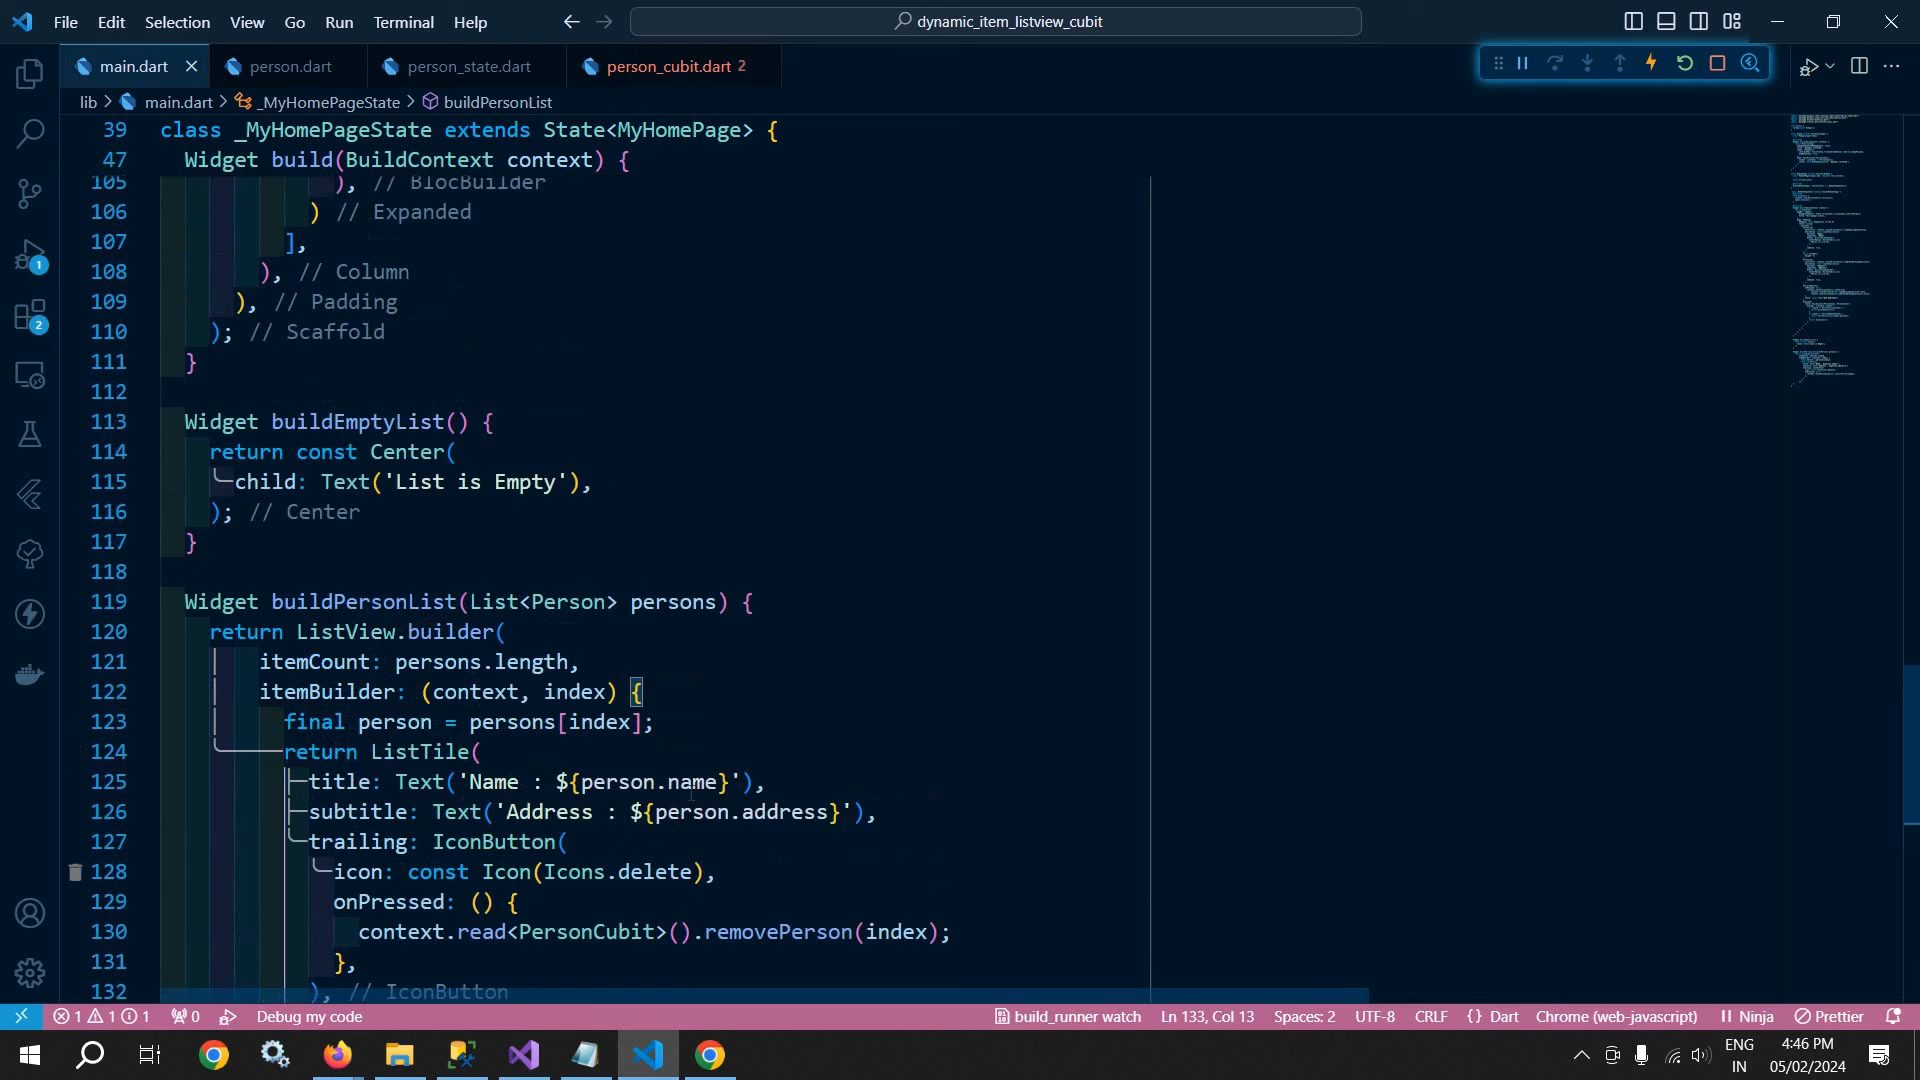 File Edit Selection View Go Run Terminal Help
dynamic_item_listview_cubit
main.dart
person.dart
person_state.dart
person_cubit.dart 2
lib > main.dart > _MyHomePageState > buildPersonList
39 class _MyHomePageState extends State<MyHomePage> {
47 Widget build(BuildContext context) {
105 ), // BlocBuilder
106 ) // Expanded
107 ],
108 ), // Column
109 ), // Padding
110 ); // Scaffold
111 }
112
113 Widget buildEmptyList() {
114 return const Center(
115 child: Text('List is Empty'),
116 ); // Center
117 }
118
119 Widget buildPersonList(List<Person> persons) {
120 return ListView.builder(
121 itemCount: persons.length,
122 itemBuilder: (context, index) {
123 final person = persons[index];
124 return ListTile(
125 title: Text('Name : ${person.name}'),
126 subtitle: Text('Address : ${person.address}'),
127 trailing: IconButton(
128 icon: const Icon(Icons.delete),
129 onPressed: () {
130 context.read<PersonCubit>().removePerson(index);
131 },
132 ), // IconButton
1
2
1 1 1 0 Debug my code build_runner watch Ln 133, Col 13 Spaces: 2 UTF-8 CRLF {} Dart Chrome (web-javascript) Ninja Prettier
ENG
IN
4:46 PM
05/02/2024